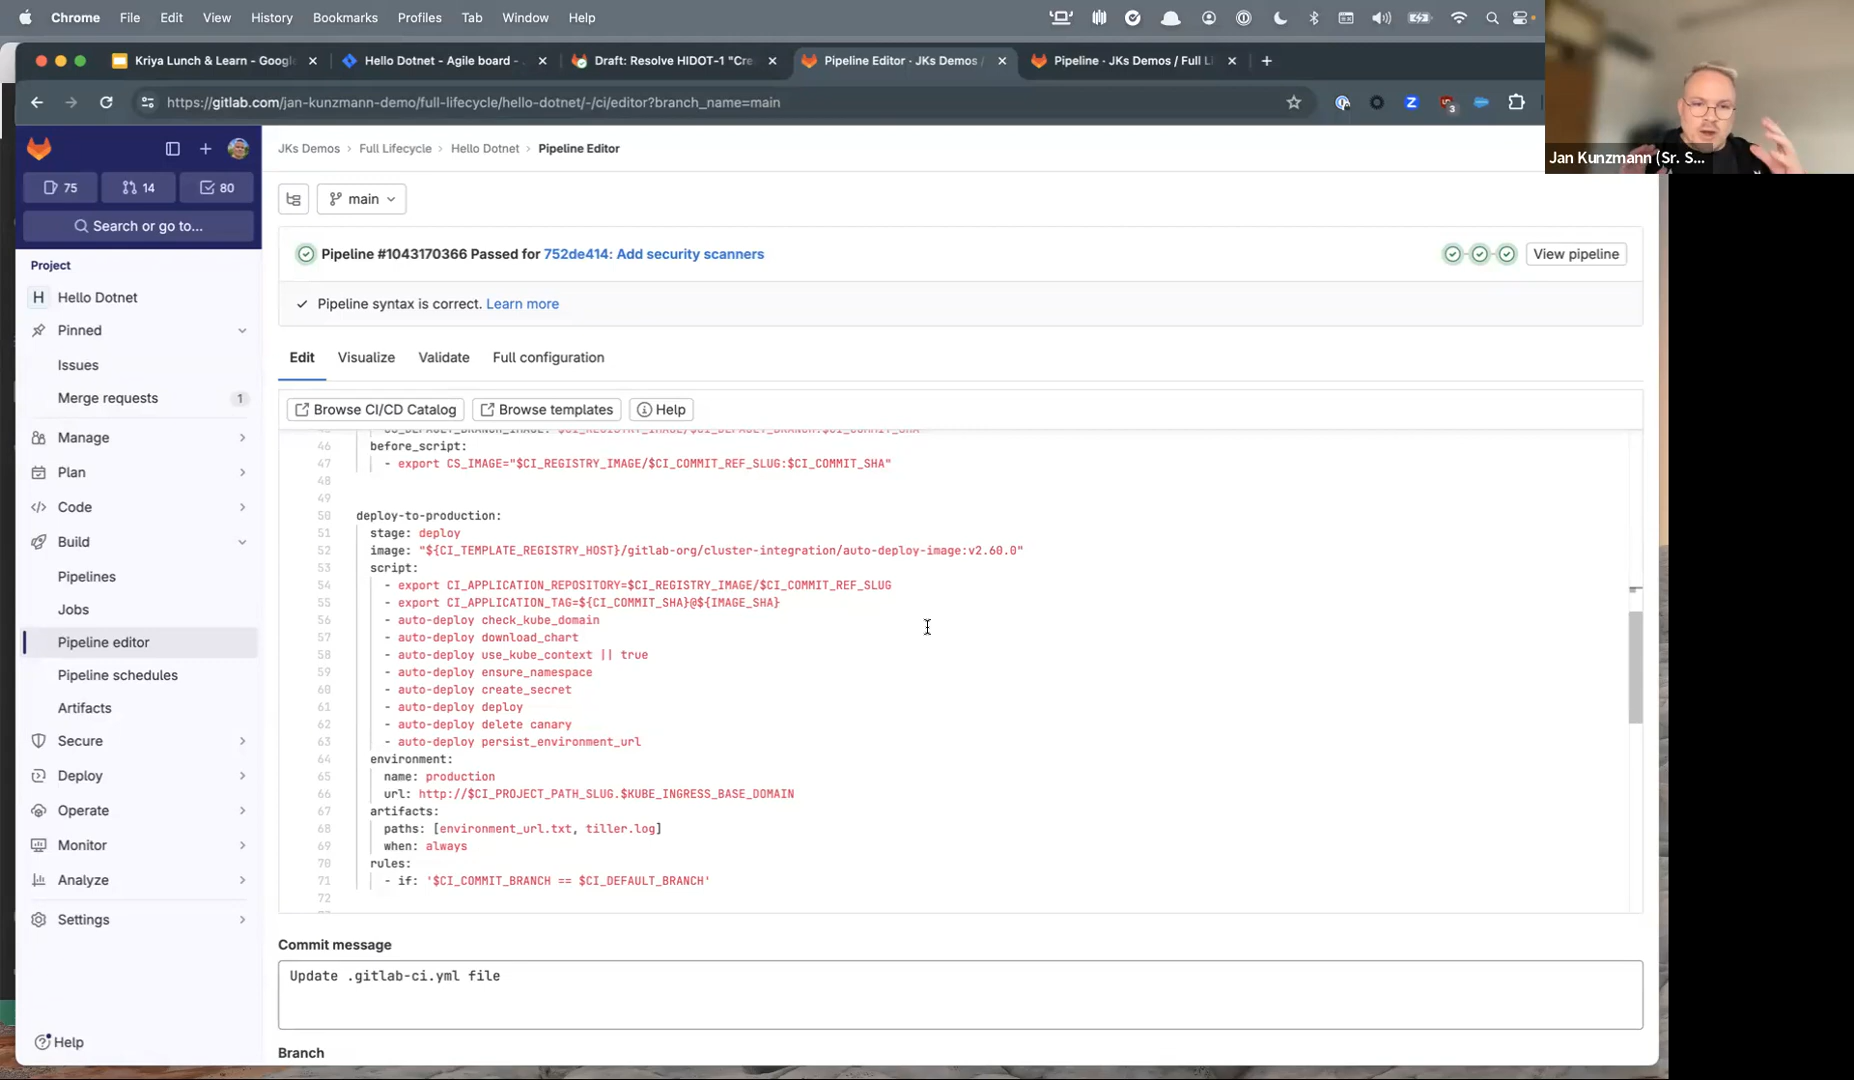 Chrome File Edit View History Bookmarks Profiles Tab Window Help
Kriya Lunch & Learn - Googl
Hello Dotnet - Agile board -
Draft: Resolve HIDOT-1 "Cre
Pipeline Editor · JKs Demos /
Pipeline · JKs Demos / Full Li
https://gitlab.com/jan-kunzmann-demo/full-lifecycle/hello-dotnet/-/ci/editor?branch_name=main
Z
3
Jan Kunzmann (Sr. S...
75
14
80
Search or go to...
Project
H Hello Dotnet
Pinned
Issues
Merge requests 1
Manage
Plan
Code
Build
Pipelines
Jobs
Pipeline editor
Pipeline schedules
Artifacts
Secure
Deploy
Operate
Monitor
Analyze
Settings
Help
JKs Demos > Full Lifecycle > Hello Dotnet > Pipeline Editor
main
Pipeline #1043170366 Passed for 752de414: Add security scanners
View pipeline
Pipeline syntax is correct. Learn more
Edit Visualize Validate Full configuration
Browse CI/CD Catalog
Browse templates
Help
45 CS_DEFAULT_BRANCH_IMAGE: $CI_REGISTRY_IMAGE/$CI_DEFAULT_BRANCH:$CI_COMMIT_SHA
46 before_script:
47 - export CS_IMAGE="$CI_REGISTRY_IMAGE/$CI_COMMIT_REF_SLUG:$CI_COMMIT_SHA"
48
49
50 deploy-to-production:
51 stage: deploy
52 image: "${CI_TEMPLATE_REGISTRY_HOST}/gitlab-org/cluster-integration/auto-deploy-image:v2.60.0"
53 script:
54 - export CI_APPLICATION_REPOSITORY=$CI_REGISTRY_IMAGE/$CI_COMMIT_REF_SLUG
55 - export CI_APPLICATION_TAG=${CI_COMMIT_SHA}@${IMAGE_SHA}
56 - auto-deploy check_kube_domain
57 - auto-deploy download_chart
58 - auto-deploy use_kube_context || true
59 - auto-deploy ensure_namespace
60 - auto-deploy create_secret
61 - auto-deploy deploy
62 - auto-deploy delete canary
63 - auto-deploy persist_environment_url
64 environment:
65 name: production
66 url: http://$CI_PROJECT_PATH_SLUG.$KUBE_INGRESS_BASE_DOMAIN
67 artifacts:
68 paths: [environment_url.txt, tiller.log]
69 when: always
70 rules:
71 - if: '$CI_COMMIT_BRANCH == $CI_DEFAULT_BRANCH'
72
Commit message
Update .gitlab-ci.yml file
Branch